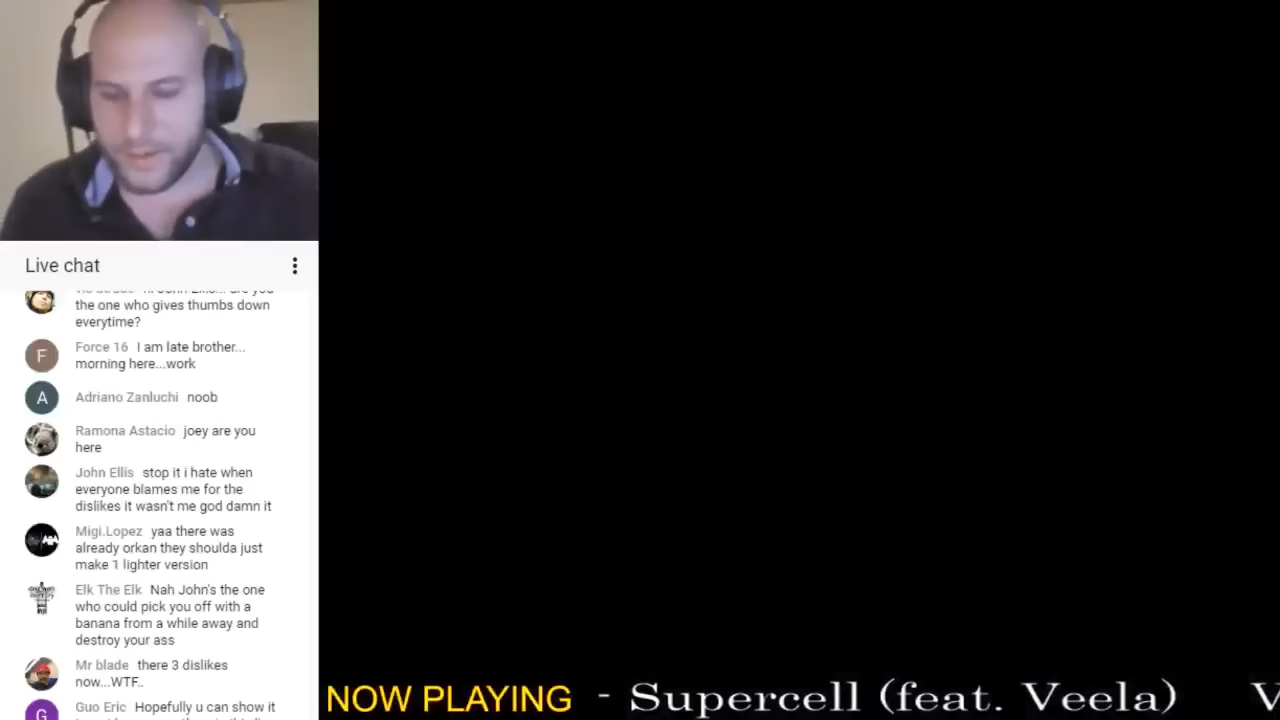 Live chat
the one who gives thumbs down
everytime?
F
Force 16 I am late brother...
morning here...work
A
Adriano Zanluchi noob
Ramona Astacio joey are you
here
John Ellis stop it i hate when
everyone blames me for the
dislikes it wasn't me god damn it
Migi.Lopez yaa there was
already orkan they shoulda just
make 1 lighter version
Elk The Elk Nah John's the one
who could pick you off with a
banana from a while away and
destroy your ass
Mr blade there 3 dislikes
now...WTF..
G
Guo Eric Hopefully u can show it
NOW PLAYING - Supercell (feat. Veela) V